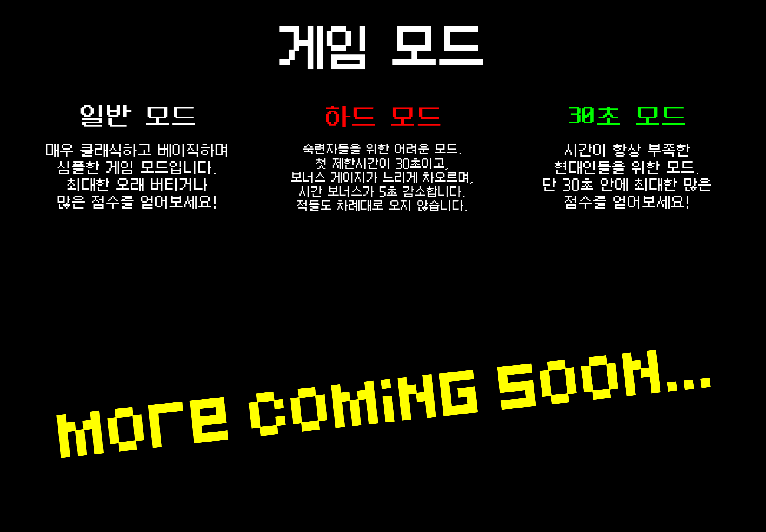 게임 모드
일반 모드
매우 클래식하고 베이직하며
심플한 게임 모드입니다.
최대한 오래 버티거나
많은 점수를 얻어보세요!
하드 모드
숙련자들을 위한 어려운 모드.
첫 제한시간이 30초이고,
보너스 게이지가 느리게 차오르며,
시간 보너스가 5초 감소합니다.
적들도 차례대로 오지 않습니다.
30초 모드
시간이 항상 부족한
현대인들을 위한 모드.
단 30초 안에 최대한 많은
점수를 얻어보세요!
MORE COMING SOON...